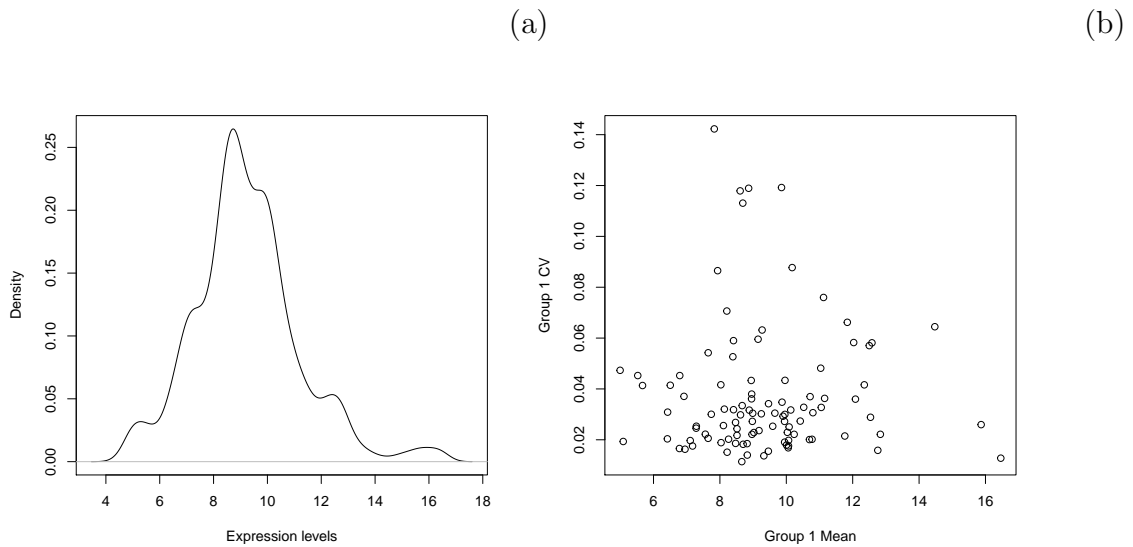 (a)
(b)
Density
0.25
0.20
0.15
0.10
0.05
0.00
4 6 8 10 12 14 16 18
Expression levels
Group 1 CV
0.14
0.12
0.10
0.08
0.06
0.04
0.02
6 8 10 12 14 16
Group 1 Mean